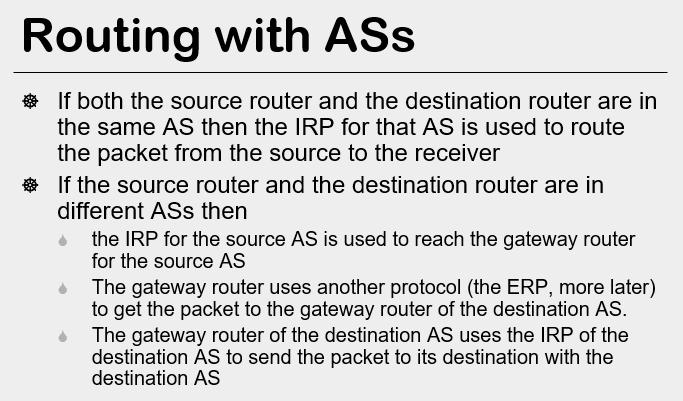 Routing with ASs
If both the source router and the destination router are in
the same AS then the IRP for that AS is used to route
the packet from the source to the receiver
If the source router and the destination router are in
different ASs then
the IRP for the source AS is used to reach the gateway router
for the source AS
The gateway router uses another protocol (the ERP, more later)
to get the packet to the gateway router of the destination AS.
The gateway router of the destination AS uses the IRP of the
destination AS to send the packet to its destination with the
destination AS